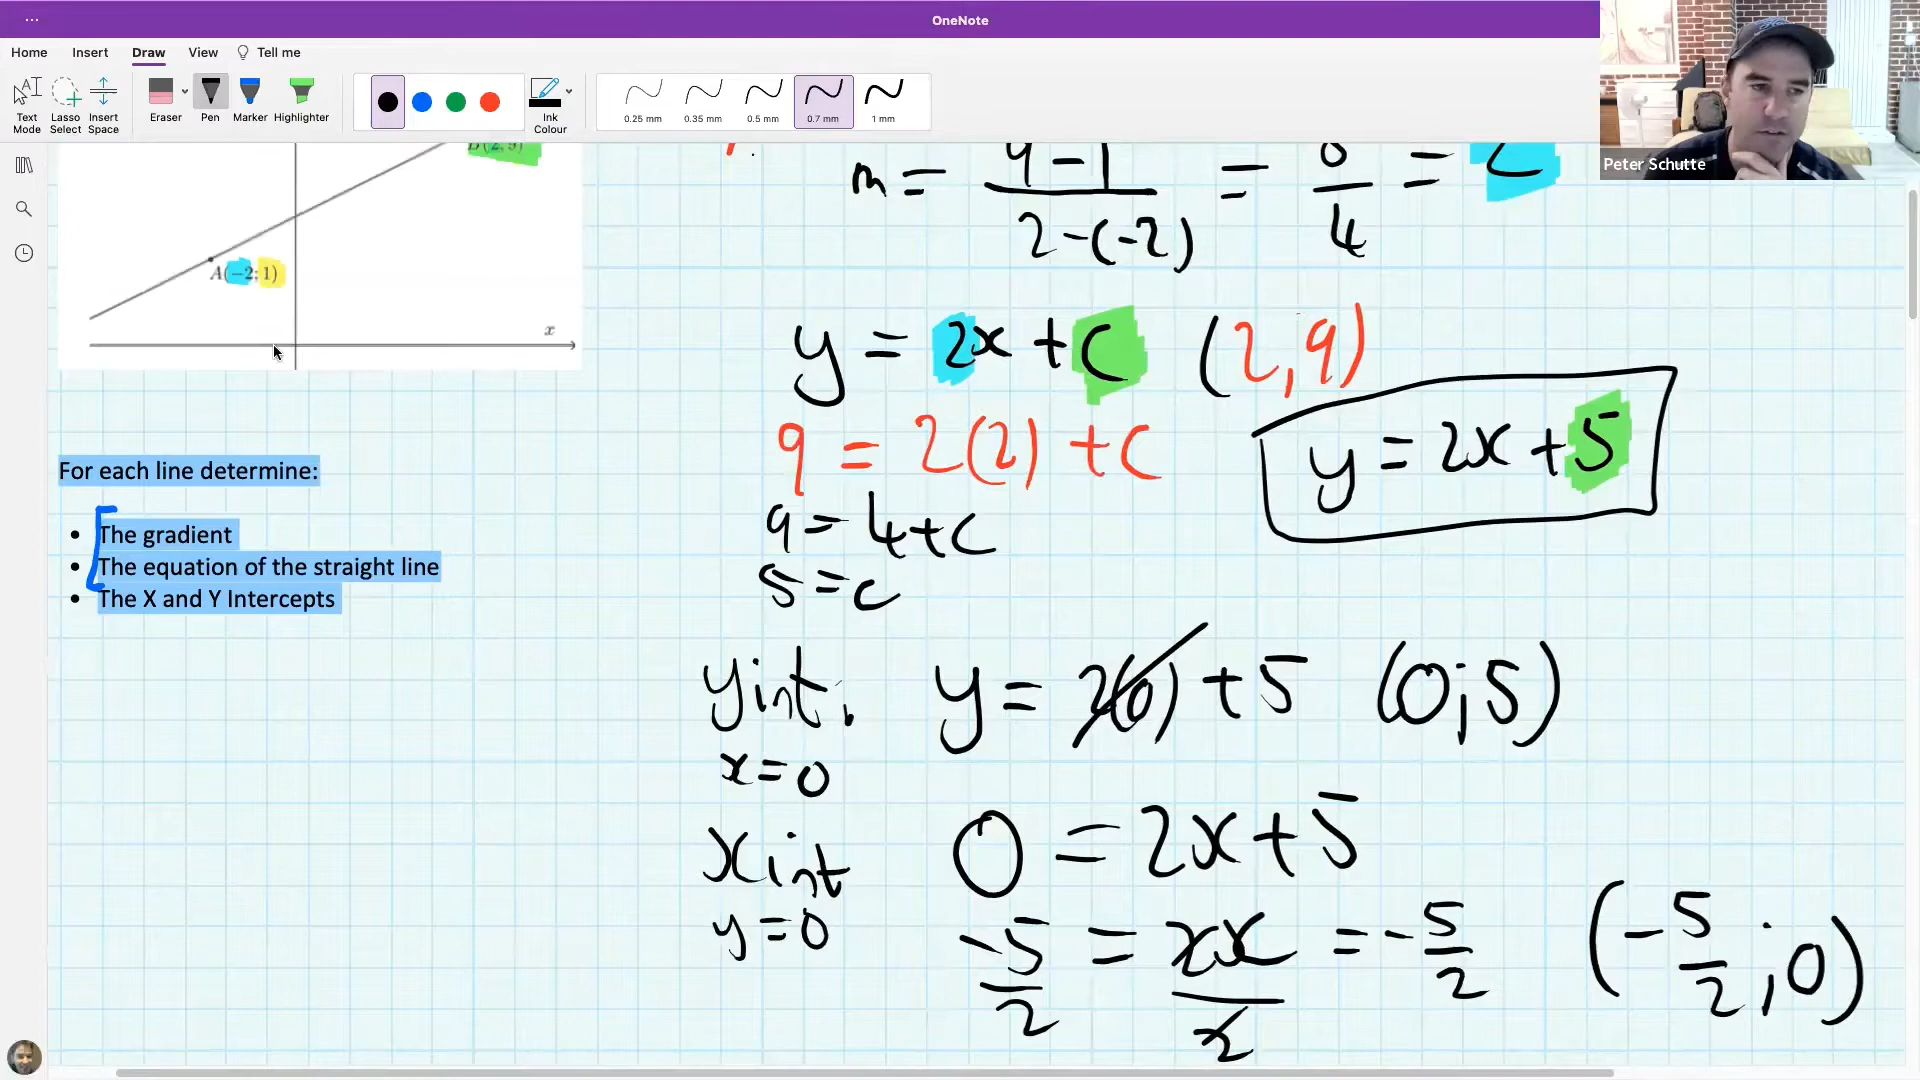 OneNote
Home Insert Draw View Tell me
Text Mode
Lasso Select
Insert Space
Eraser
Pen
Marker
Highlighter
Ink Colour
0.25 mm
0.35 mm
0.5 mm
0.7 mm
1 mm
Peter Schutte
B(2; 9)
A(−2; 1)
x
For each line determine:
• The gradient
• The equation of the straight line
• The X and Y Intercepts
m = 9-1 / 2-(-2) = 8/4 = 2
y = 2x + c (2,9)
9 = 2(2) + c
y = 2x + 5
9 = 4+c
5 = c
yint. y = 2(0) + 5 (0;5)
x=0
xint 0 = 2x+5
y=0 -5/2 = 2x/2 = -5/2 (-5/2;0)